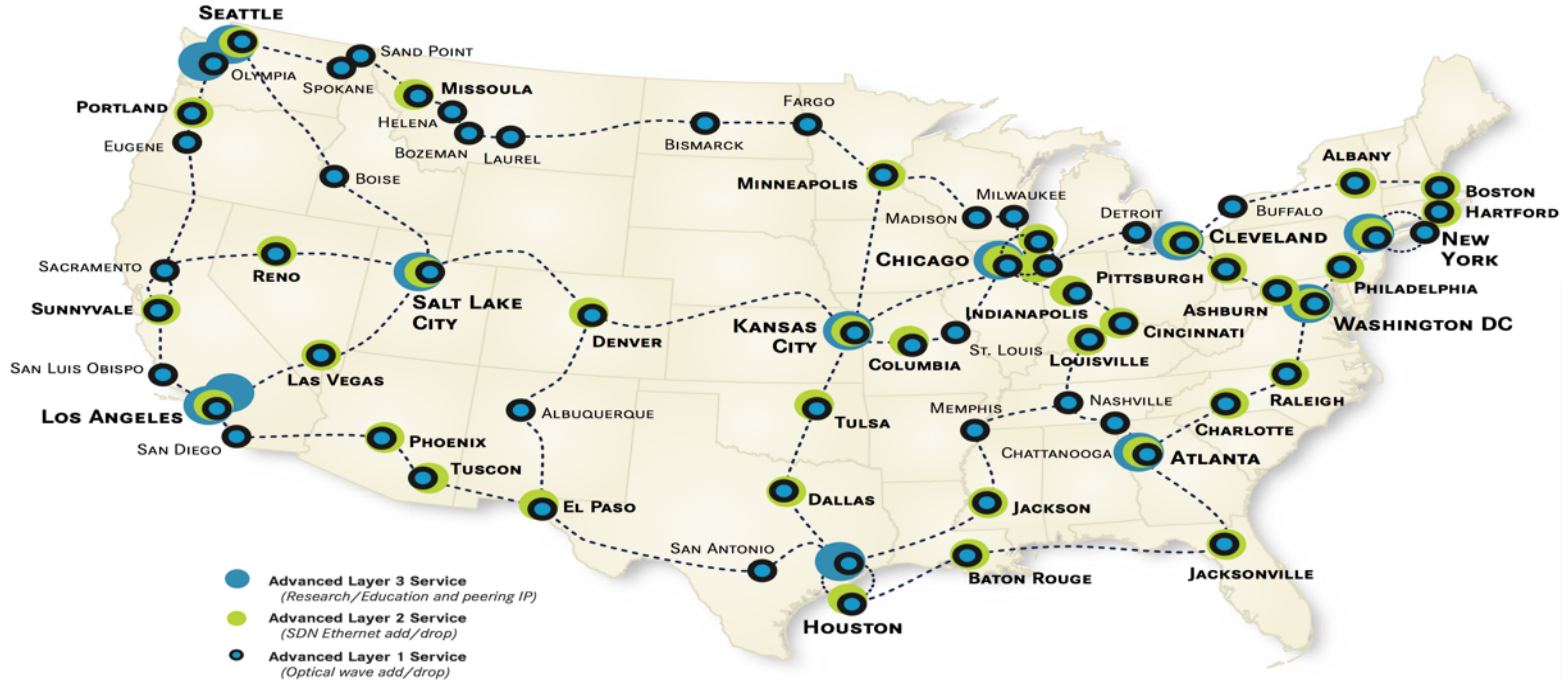 SEATTLE
SAND POINT
OLYMPIA
SPOKANE
MISSOULA
PORTLAND
HELENA
FARGO
EUGENE
BOZEMAN
LAUREL
BISMARCK
ALBANY
BOISE
MINNEAPOLIS
MILWAUKEE
BOSTON
MADISON
DETROIT
BUFFALO
HARTFORD
CLEVELAND
NEW
YORK
SACRAMENTO
RENO
CHICAGO
PITTSBURGH
PHILADELPHIA
SUNNYVALE
SALT LAKE
CITY
INDIANAPOLIS
ASHBURN
WASHINGTON DC
KANSAS
CITY
CINCINNATI
DENVER
ST. LOUIS
COLUMBIA
LOUISVILLE
SAN LUIS OBISPO
LAS VEGAS
RALEIGH
LOS ANGELES
ALBUQUERQUE
MEMPHIS
NASHVILLE
TULSA
CHARLOTTE
SAN DIEGO
PHOENIX
CHATTANOOGA
ATLANTA
TUSCON
DALLAS
EL PASO
JACKSON
SAN ANTONIO
BATON ROUGE
JACKSONVILLE
HOUSTON
Advanced Layer 3 Service
(Research/Education and peering IP)
Advanced Layer 2 Service
(SDN Ethernet add/drop)
Advanced Layer 1 Service
(Optical wave add/drop)